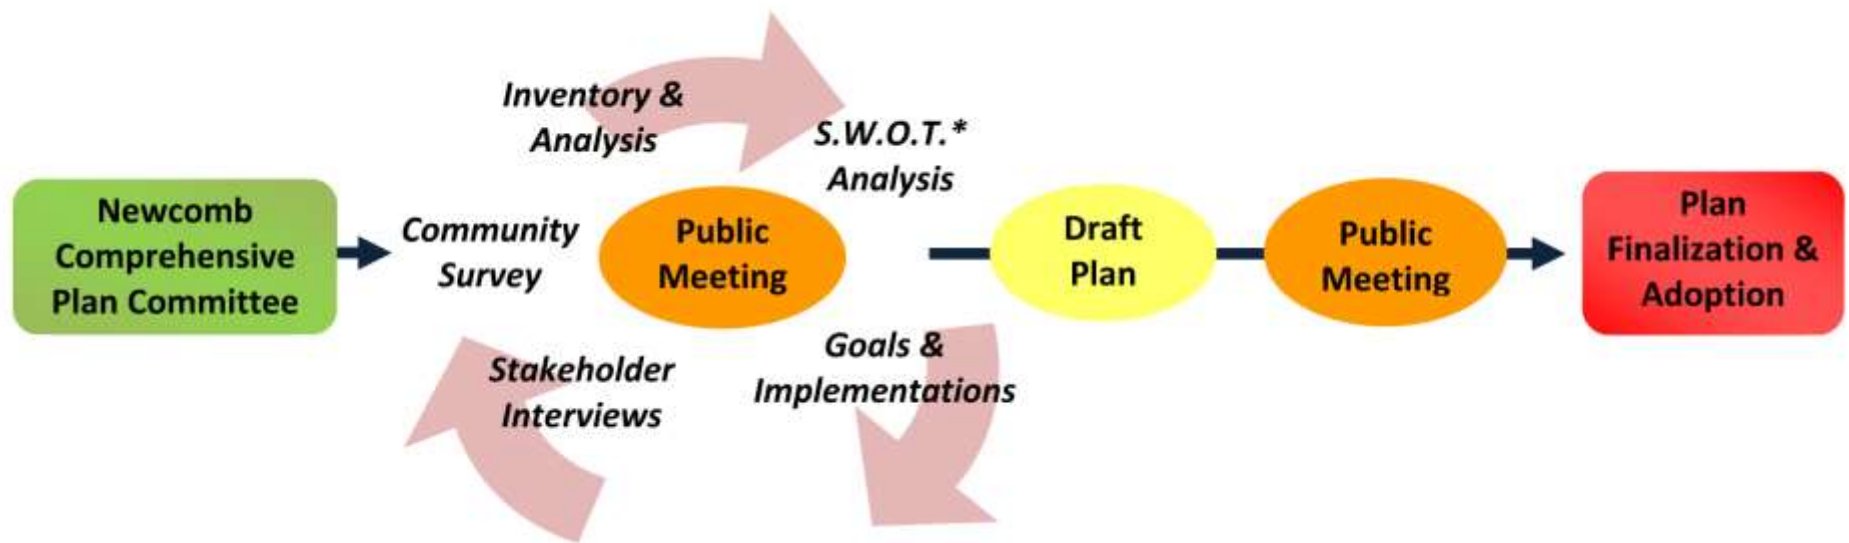 Newcomb
Comprehensive
Plan Committee
Community
Survey
Inventory &
Analysis
S.W.O.T.*
Analysis
Public
Meeting
Stakeholder
Interviews
Goals &
Implementations
Draft
Plan
Public
Meeting
Plan
Finalization &
Adoption